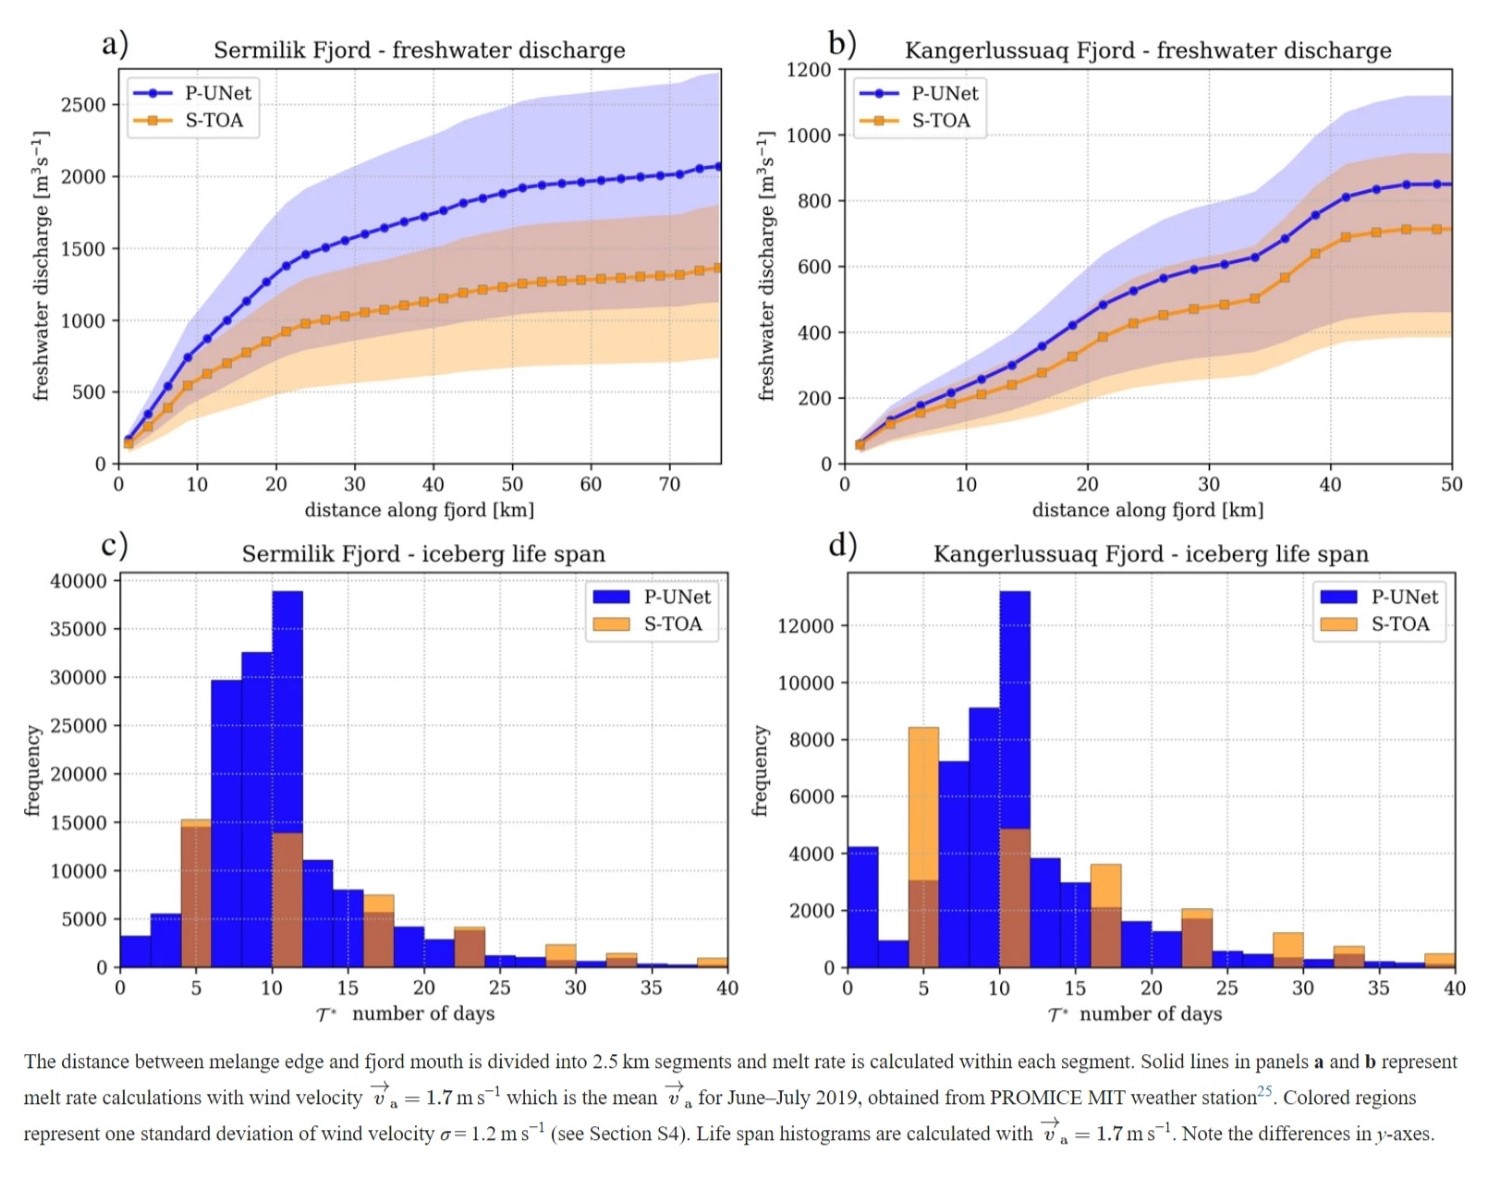 a)
Sermilik Fjord - freshwater discharge
P-UNet
S-TOA
freshwater discharge [m³s⁻¹]
2500
2000
1500
1000
500
0
0 10 20 30 40 50 60 70
distance along fjord [km]
b)
Kangerlussuaq Fjord - freshwater discharge
P-UNet
S-TOA
freshwater discharge [m³s⁻¹]
1200
1000
800
600
400
200
0
0 10 20 30 40 50
distance along fjord [km]
c)
Sermilik Fjord - iceberg life span
P-UNet
S-TOA
frequency
40000
35000
30000
25000
20000
15000
10000
5000
0
0 5 10 15 20 25 30 35 40
𝒯* number of days
d)
Kangerlussuaq Fjord - iceberg life span
P-UNet
S-TOA
frequency
12000
10000
8000
6000
4000
2000
0
0 5 10 15 20 25 30 35 40
𝒯* number of days
The distance between melange edge and fjord mouth is divided into 2.5 km segments and melt rate is calculated within each segment. Solid lines in panels a and b represent
melt rate calculations with wind velocity v⃗ₐ = 1.7 m s⁻¹ which is the mean v⃗ₐ for June–July 2019, obtained from PROMICE MIT weather station²⁵. Colored regions
represent one standard deviation of wind velocity σ = 1.2 m s⁻¹ (see Section S4). Life span histograms are calculated with v⃗ₐ = 1.7 m s⁻¹. Note the differences in y-axes.